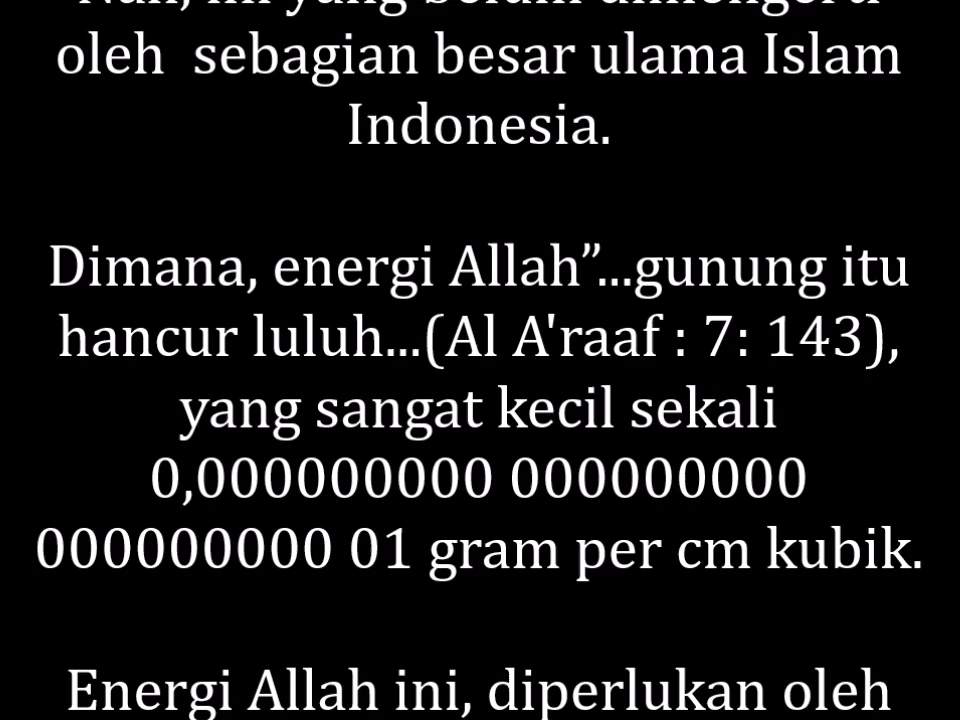 oleh sebagian besar ulama Islam
Indonesia.
Dimana, energi Allah”...gunung itu
hancur luluh...(Al A'raaf : 7: 143),
yang sangat kecil sekali
0,000000000 000000000
000000000 01 gram per cm kubik.
Energi Allah ini, diperlukan oleh